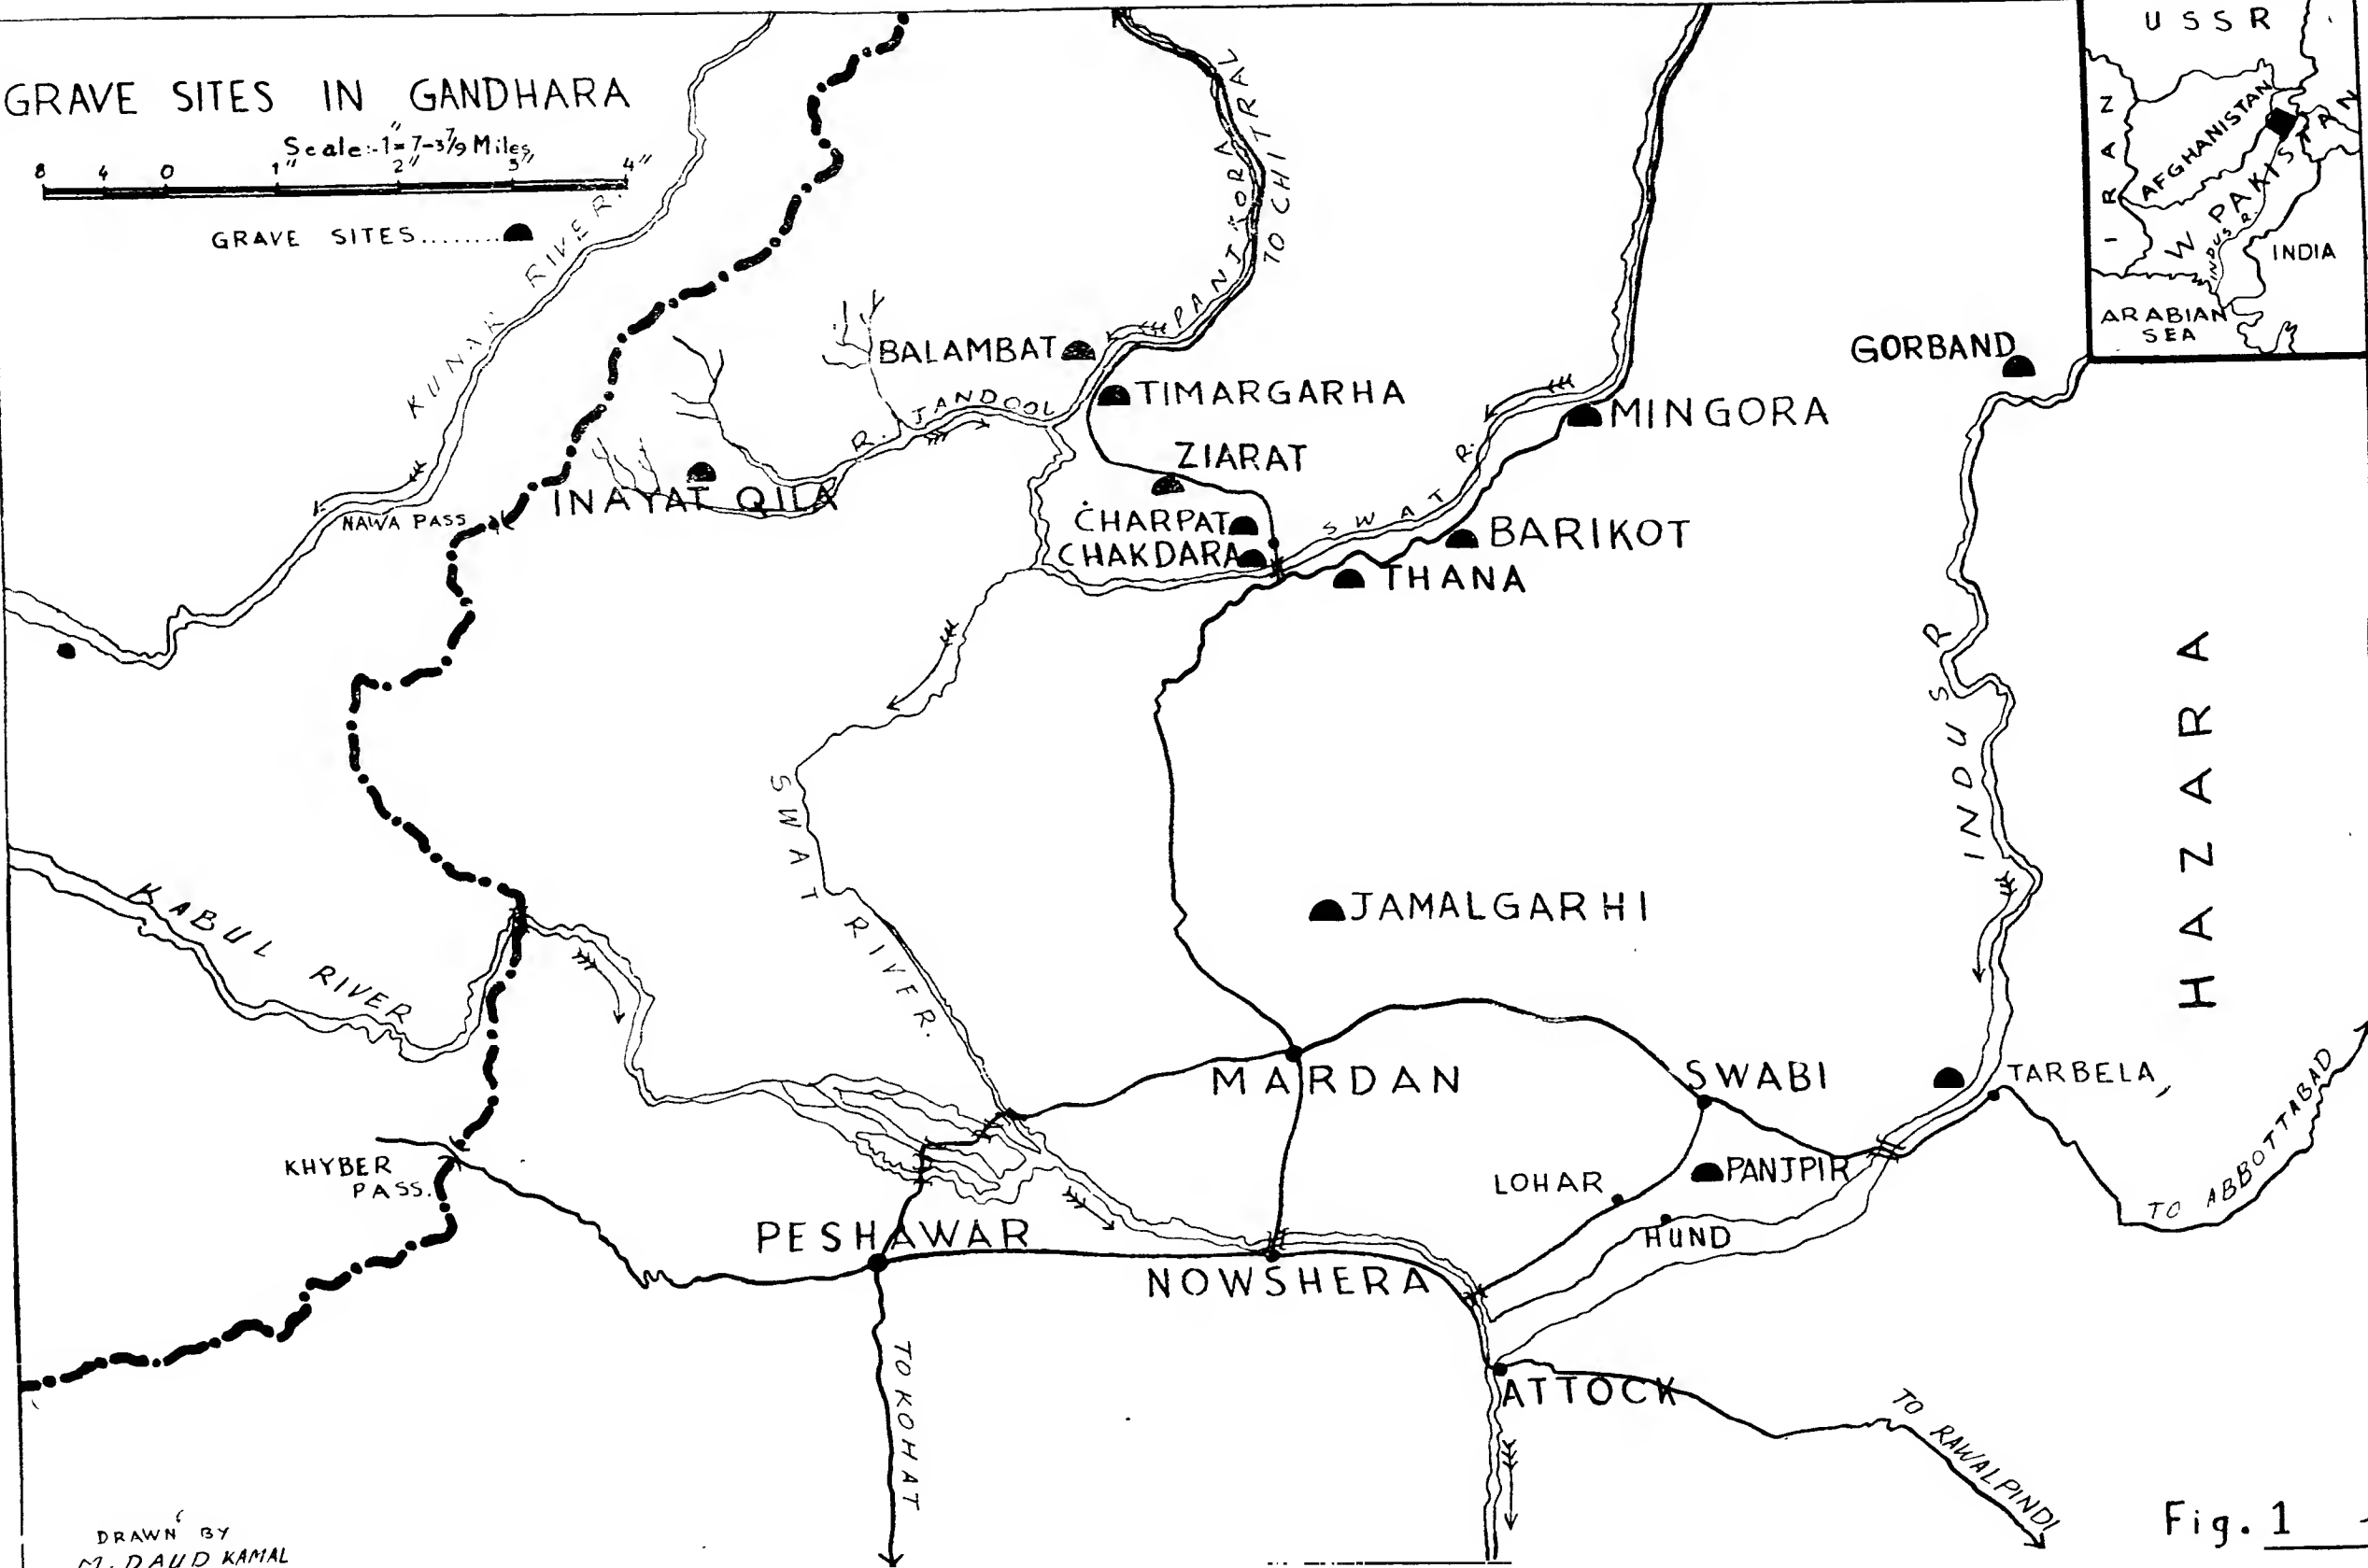 GRAVE SITES IN GANDHARA
Scale:-1"=7-37/9 Miles
8 4 0 1" 2" 3" 4"
GRAVE SITES........
KUNAR RIVER.
PANJKORA
TO CHITRAL
USSR
IRAN
AFGHANISTAN
W PAKISTAN
INDUS R.
INDIA
ARABIAN
SEA
BALAMBAT
GORBAND
TIMARGARHA
R. JANDOOL
MINGORA
ZIARAT
INAYAT QILA
NAWA PASS
CHARPAT
SWAT R.
BARIKOT
CHAKDARA
THANA
INDUS R
HAZARA
SWAT RIVER.
KABUL RIVER
JAMALGARHI
MARDAN
SWABI
TARBELA
KHYBER
PASS.
LOHAR
PANJPIR
TO ABBOTTABAD
PESHAWAR
HUND
NOWSHERA
TO KOHAT
ATTOCK
TO RAWALPINDI
DRAWN BY
M. DAUD KAMAL
Fig. 1